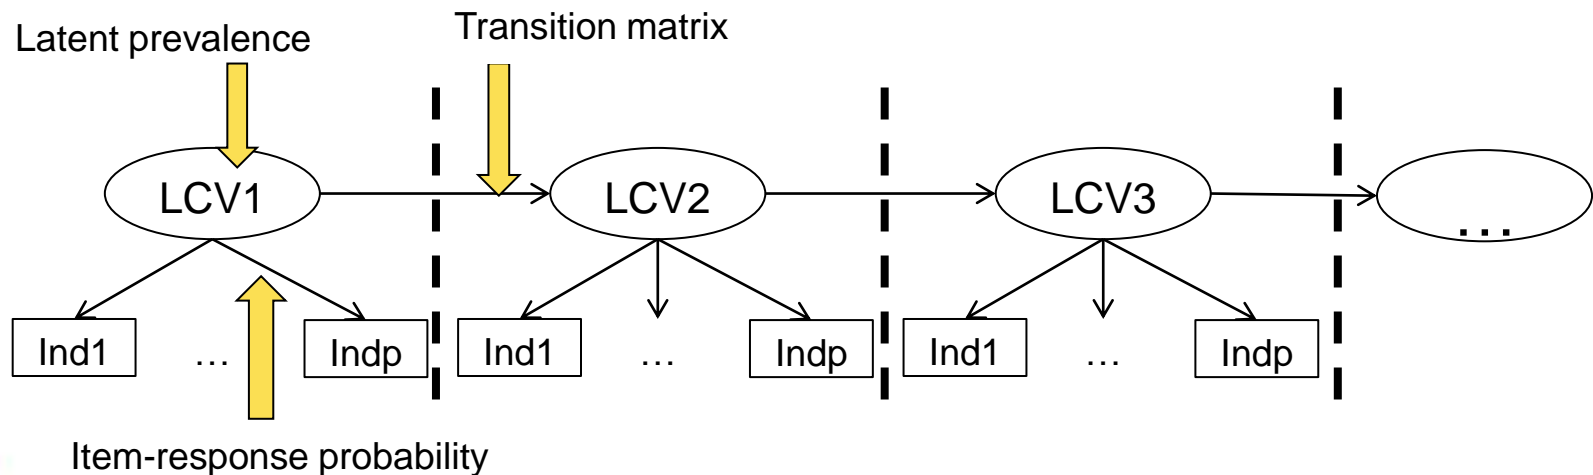 Latent prevalence
Transition matrix
LCV1
LCV2
LCV3
...
Ind1 ... Indp
Ind1 ... Indp
Ind1 ... Indp
Item-response probability